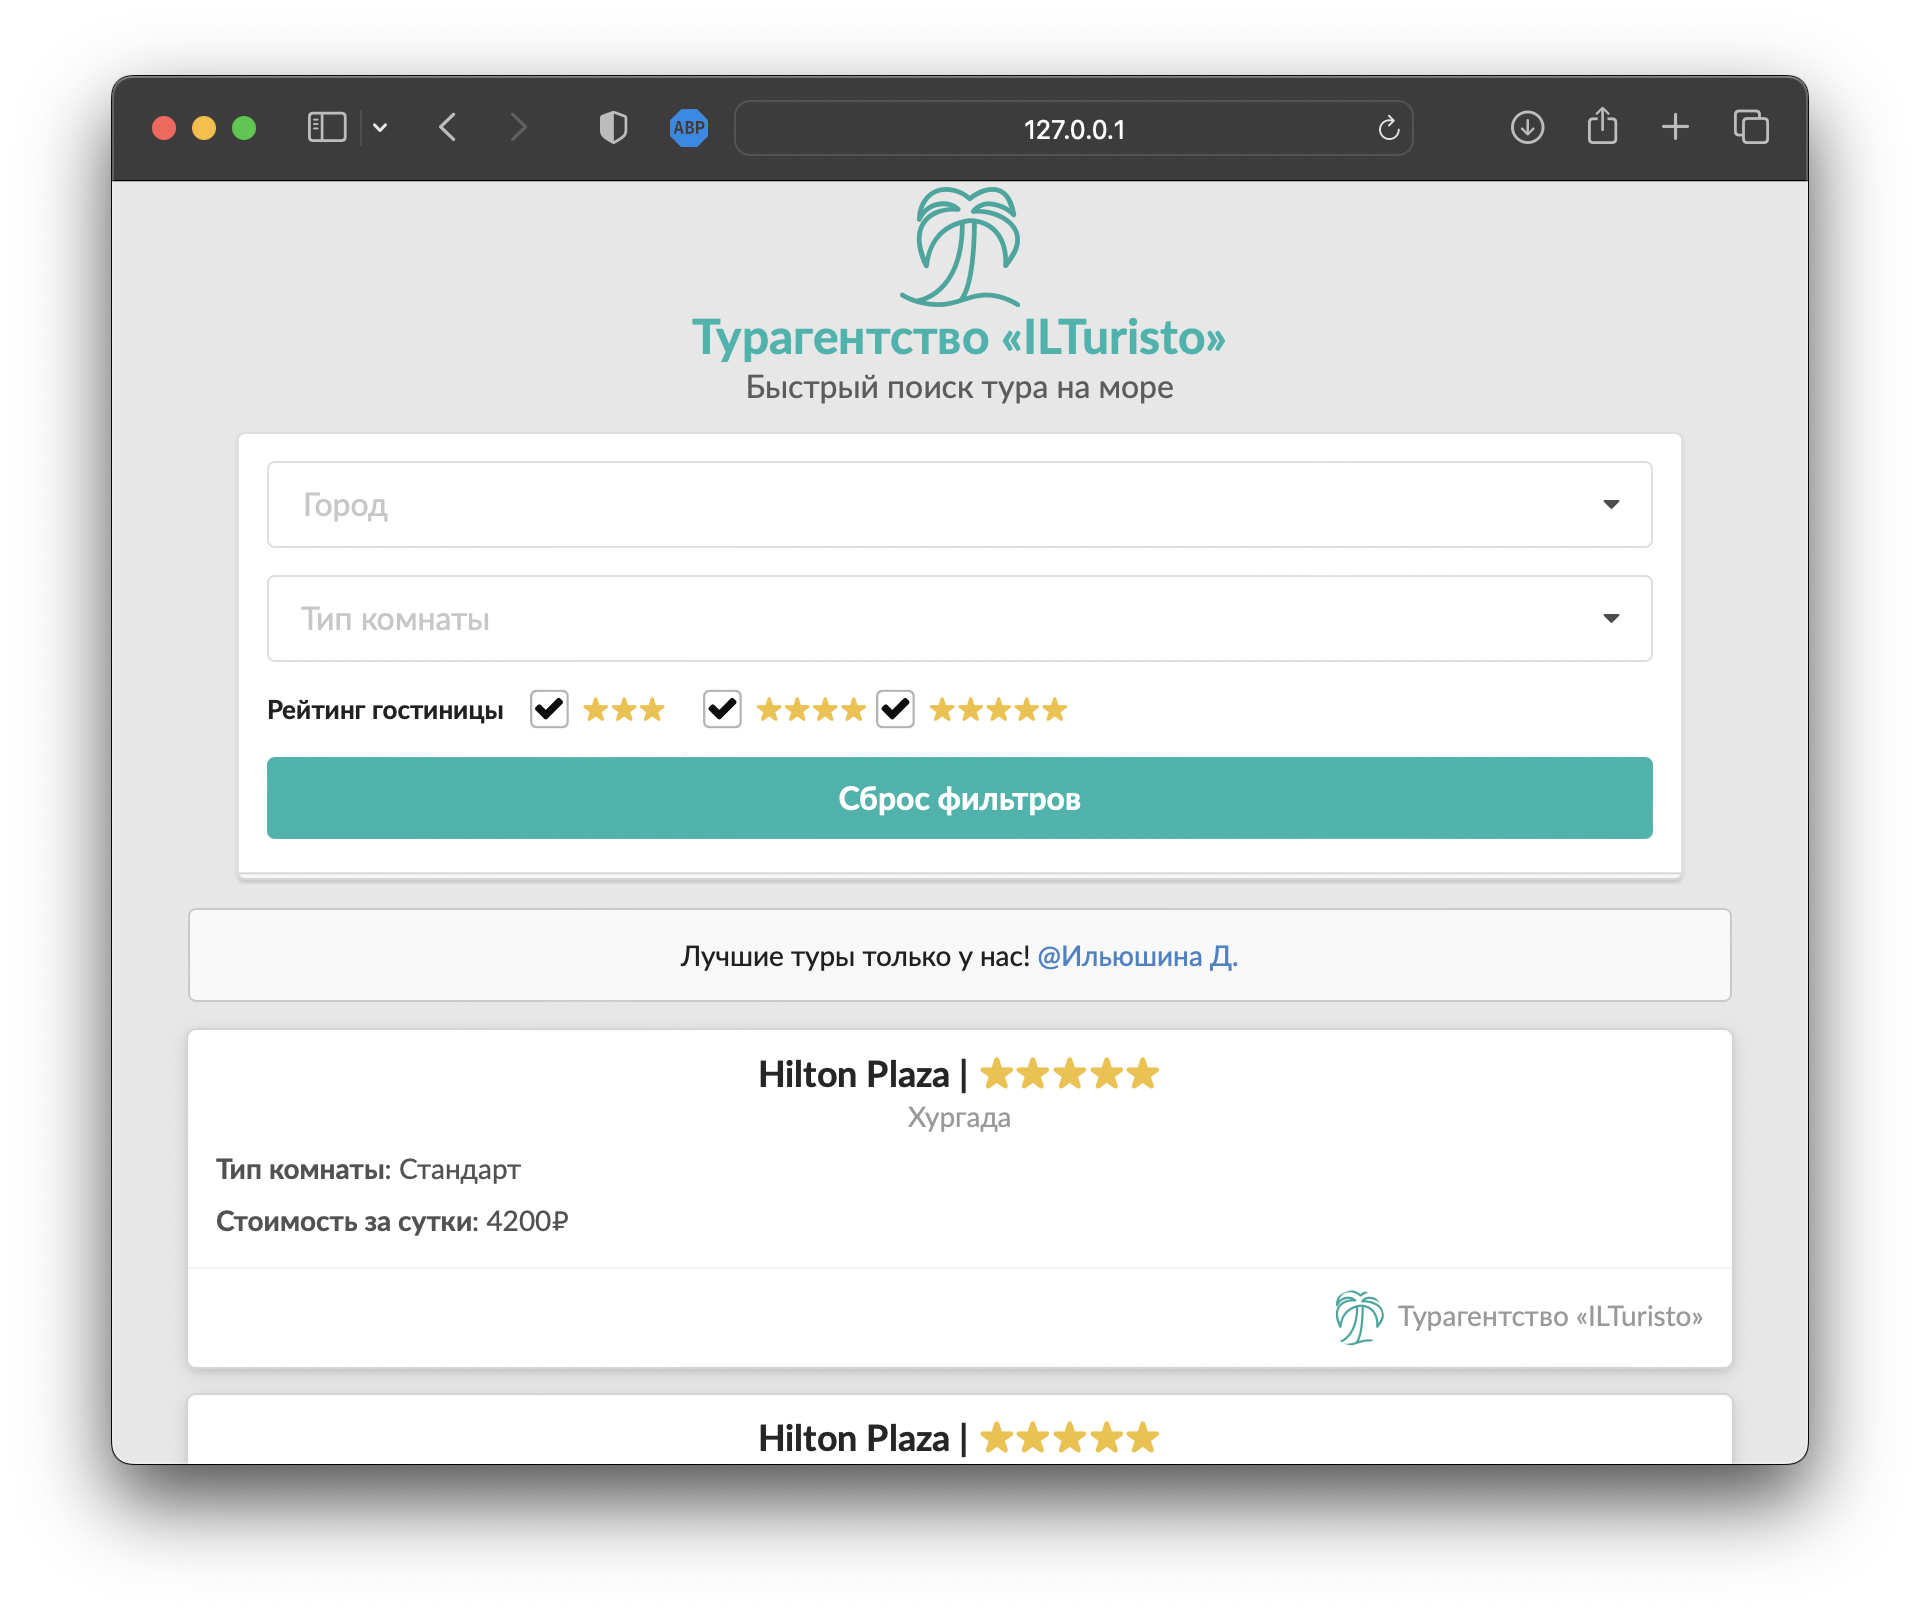 ABP
127.0.0.1
Турагентство «ILTuristo»
Быстрый поиск тура на море
Город
Тип комнаты
Рейтинг гостиницы
Сброс фильтров
Лучшие туры только у нас! @Ильюшина Д.
Hilton Plaza |
Хургада
Тип комнаты: Стандарт
Стоимость за сутки: 4200₽
Турагентство «ILTuristo»
Hilton Plaza |